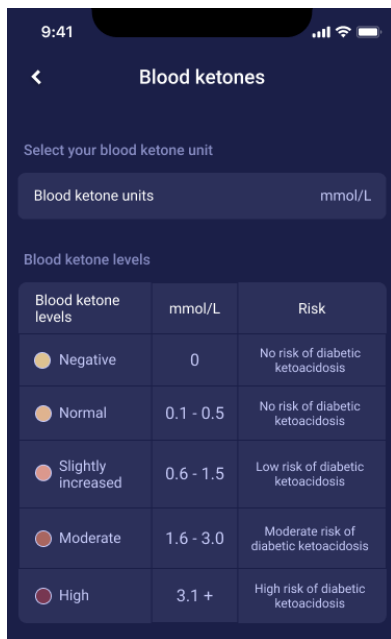 9:41
Blood ketones
Select your blood ketone unit
Blood ketone units mmol/L
Blood ketone levels
Blood ketone
levels
mmol/L
Risk
Negative
0
No risk of diabetic
ketoacidosis
Normal
0.1 - 0.5
No risk of diabetic
ketoacidosis
Slightly
increased
0.6 - 1.5
Low risk of diabetic
ketoacidosis
Moderate
1.6 - 3.0
Moderate risk of
diabetic ketoacidosis
High
3.1 +
High risk of diabetic
ketoacidosis